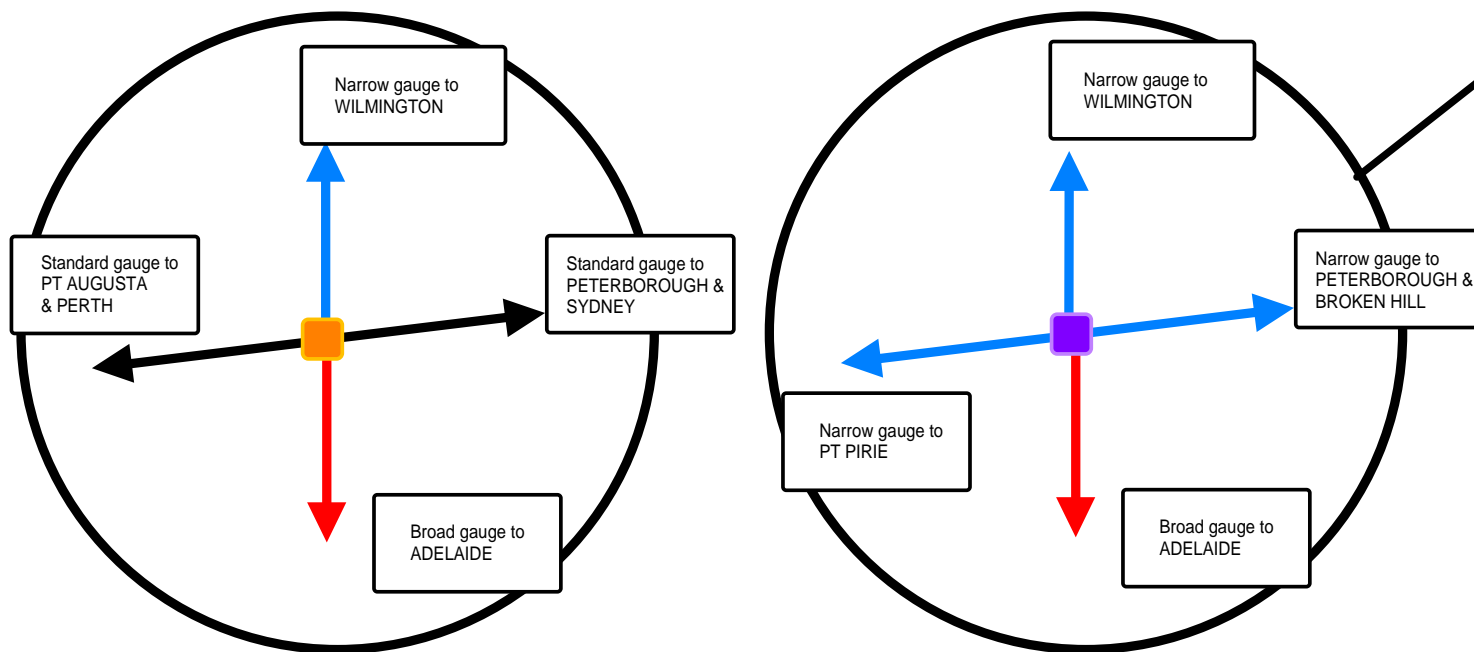 Narrow gauge to
WILMINGTON
Standard gauge to
PT AUGUSTA
& PERTH
Standard gauge to
PETERBOROUGH &
SYDNEY
Broad gauge to
ADELAIDE
Narrow gauge to
WILMINGTON
Narrow gauge to
PETERBOROUGH &
BROKEN HILL
Narrow gauge to
PT PIRIE
Broad gauge to
ADELAIDE